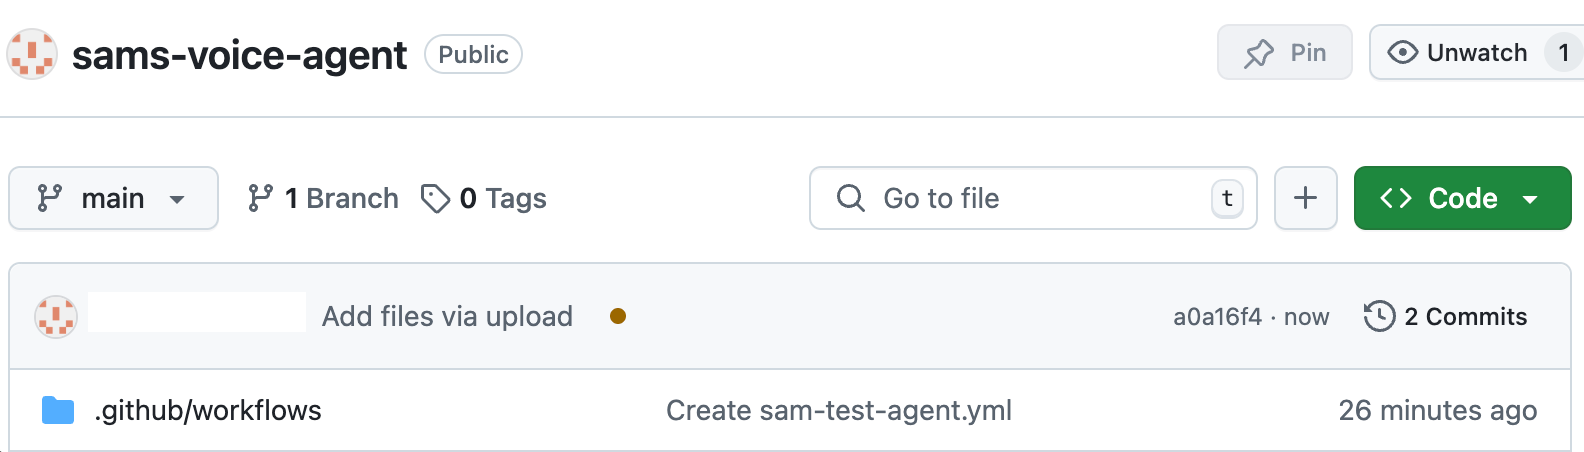 sams-voice-agent Public Pin Unwatch 1
main 1 Branch 0 Tags Go to file t Code
Add files via upload a0a16f4 · now 2 Commits
.github/workflows Create sam-test-agent.yml 26 minutes ago